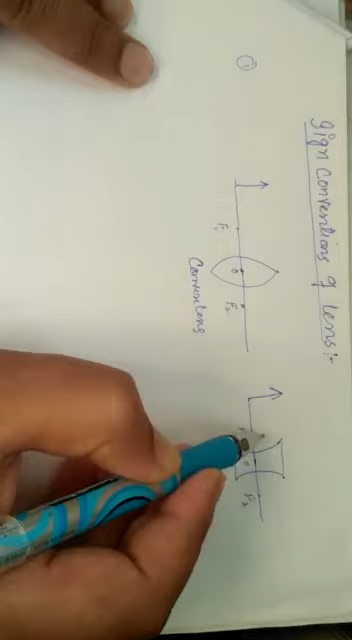 Sign Conventions of lens:-
①
F₁ O F₂
Convex lens
O F₂